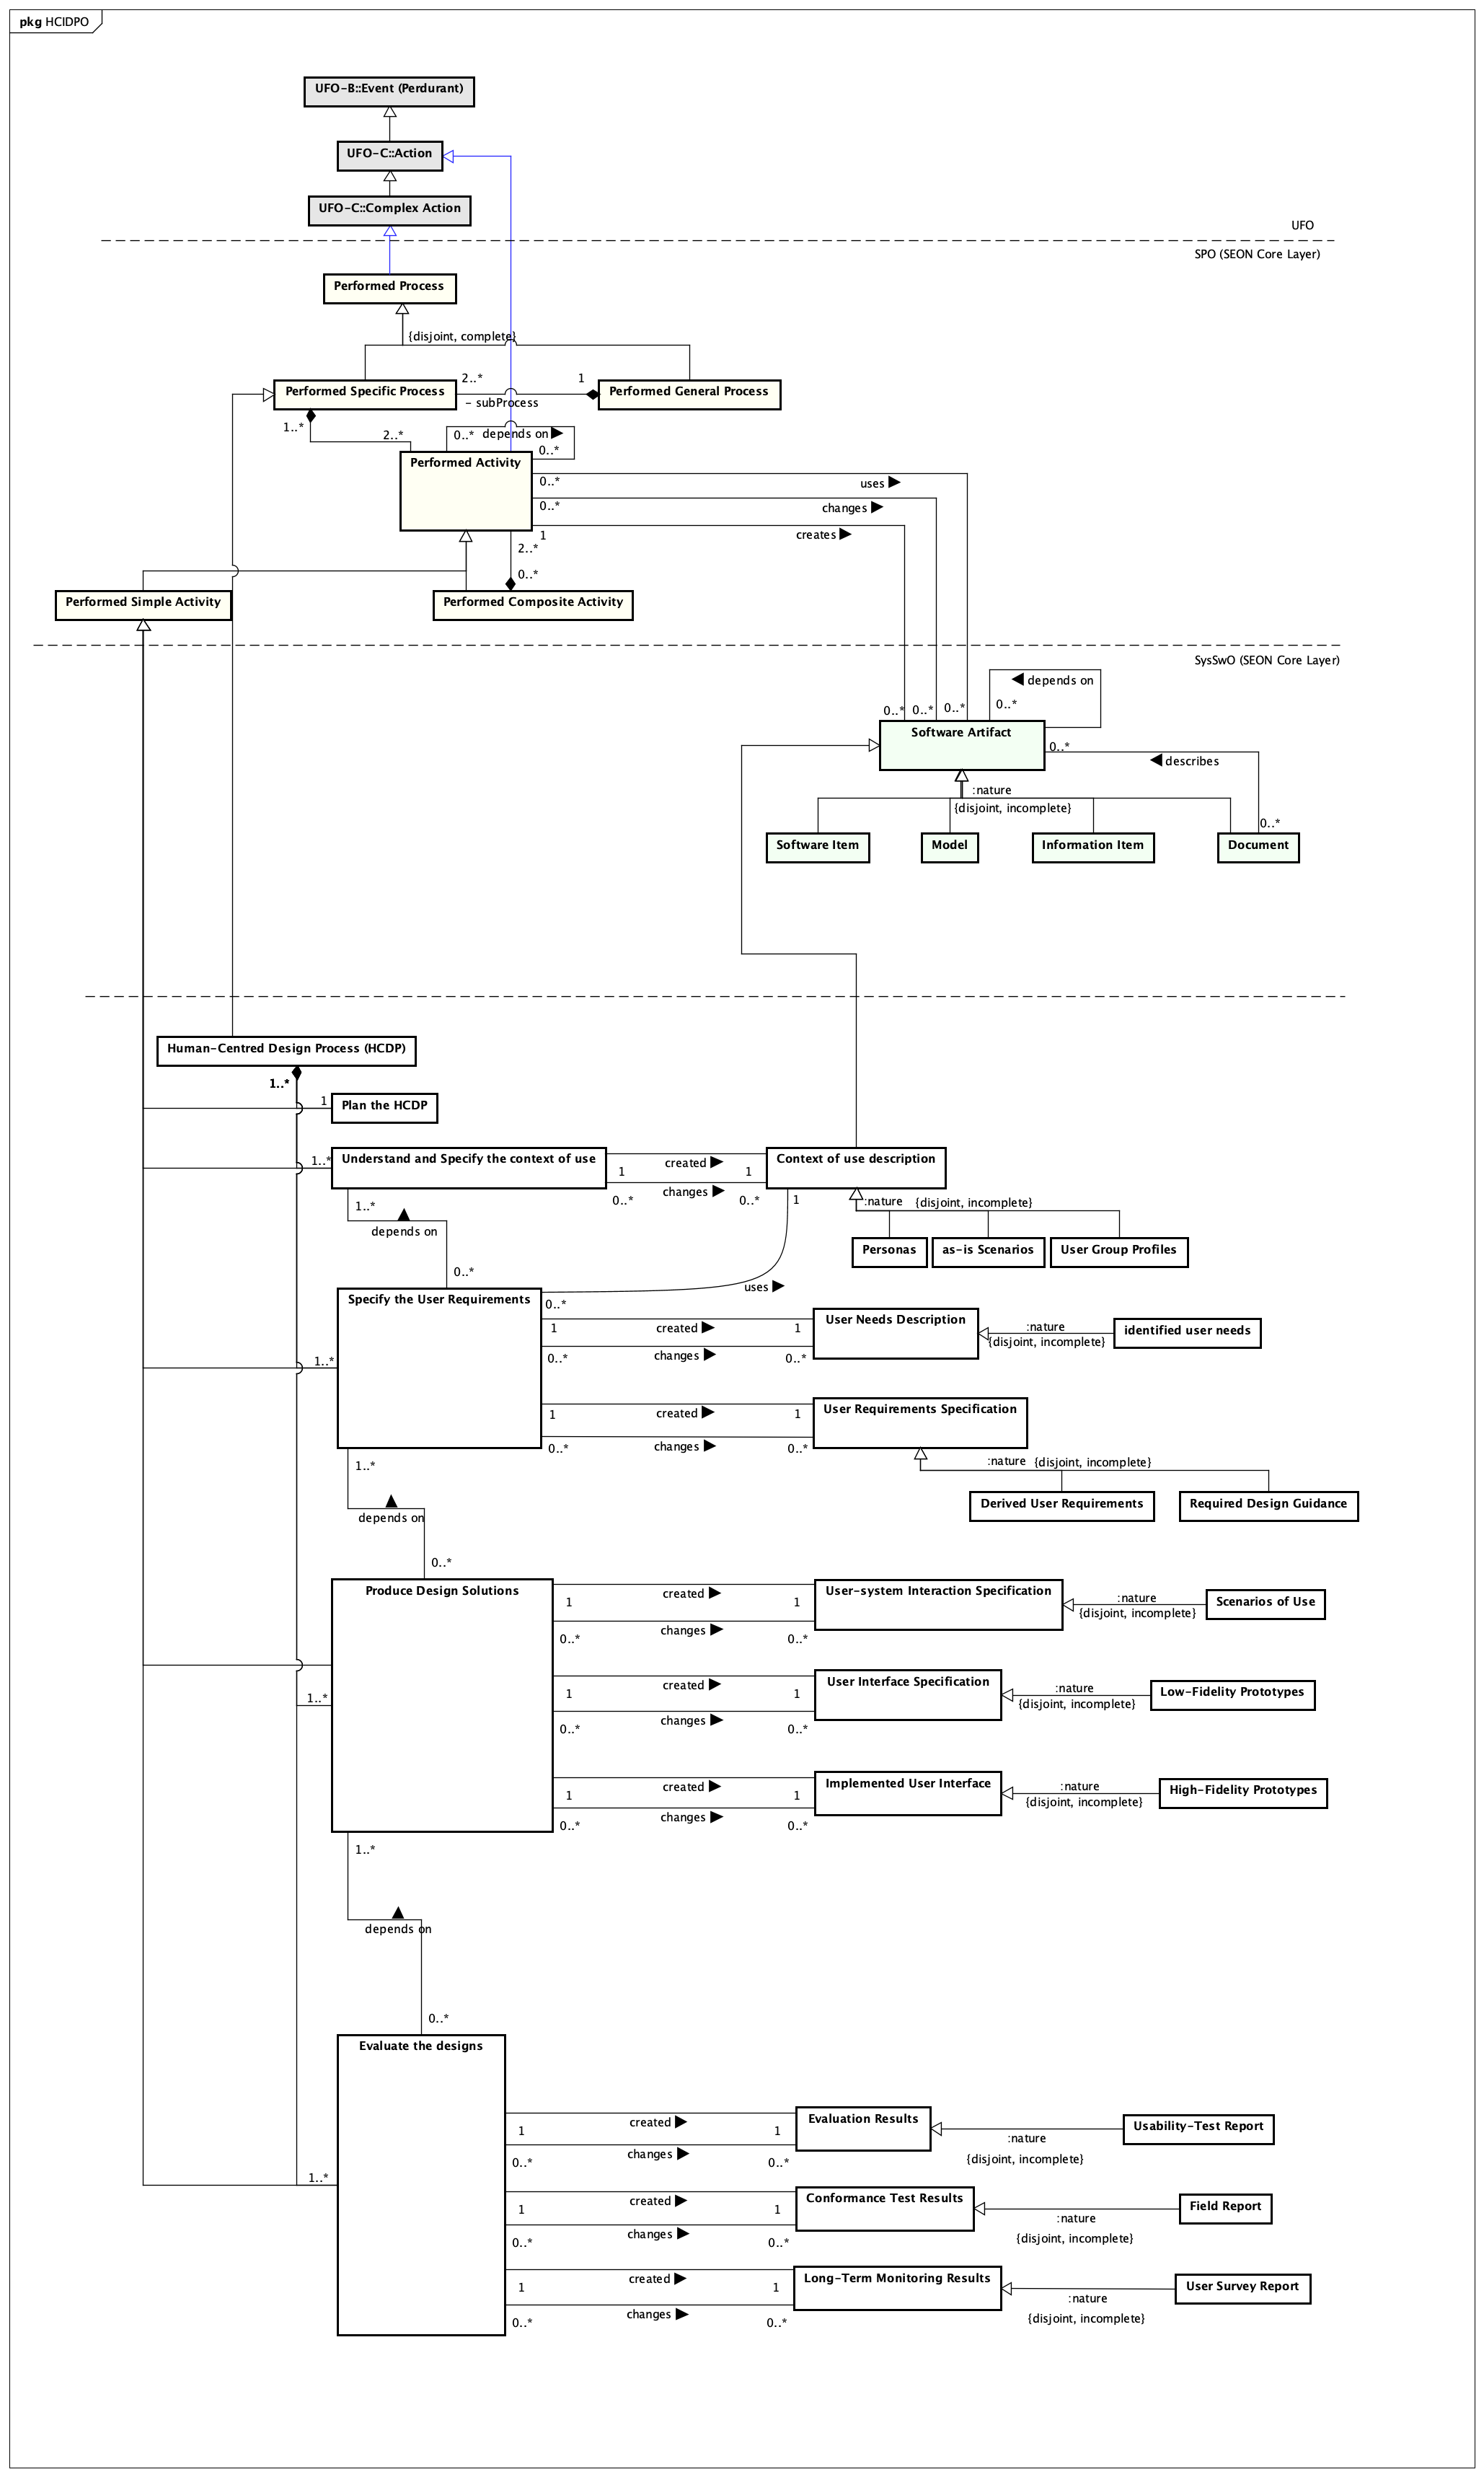 pkg HCIDPO
UFO-B::Event (Perdurant)
UFO-C::Action
UFO-C::Complex Action
UFO
SPO (SEON Core Layer)
Performed Process
{disjoint, complete}
Performed Specific Process
2..*
1
- subProcess
Performed General Process
1..*
2..*
0..*
depends on
0..*
Performed Activity
0..*
uses
0..*
changes
1
creates
2..*
0..*
Performed Simple Activity
Performed Composite Activity
SysSwO (SEON Core Layer)
depends on
0..*
0..*
0..*
0..*
Software Artifact
0..*
describes
:nature
{disjoint, incomplete}
0..*
Software Item
Model
Information Item
Document
Human-Centred Design Process (HCDP)
1..*
1
Plan the HCDP
1..*
Understand and Specify the context of use
created
1
1
changes
0..*
0..*
Context of use description
1
:nature
{disjoint, incomplete}
Personas
as-is Scenarios
User Group Profiles
1..*
depends on
0..*
uses
0..*
Specify the User Requirements
1..*
1
created
1
0..*
changes
0..*
User Needs Description
:nature
{disjoint, incomplete}
identified user needs
1
created
1
0..*
changes
0..*
User Requirements Specification
:nature
{disjoint, incomplete}
Derived User Requirements
Required Design Guidance
1..*
depends on
0..*
Produce Design Solutions
1..*
created
1
1
changes
0..*
0..*
User-system Interaction Specification
:nature
{disjoint, incomplete}
Scenarios of Use
created
1
1
changes
0..*
0..*
User Interface Specification
:nature
{disjoint, incomplete}
Low-Fidelity Prototypes
created
1
1
changes
0..*
0..*
Implemented User Interface
:nature
{disjoint, incomplete}
High-Fidelity Prototypes
1..*
depends on
0..*
Evaluate the designs
1..*
created
1
1
changes
0..*
0..*
Evaluation Results
:nature
{disjoint, incomplete}
Usability-Test Report
created
1
1
changes
0..*
0..*
Conformance Test Results
:nature
{disjoint, incomplete}
Field Report
created
1
1
changes
0..*
0..*
Long-Term Monitoring Results
:nature
{disjoint, incomplete}
User Survey Report